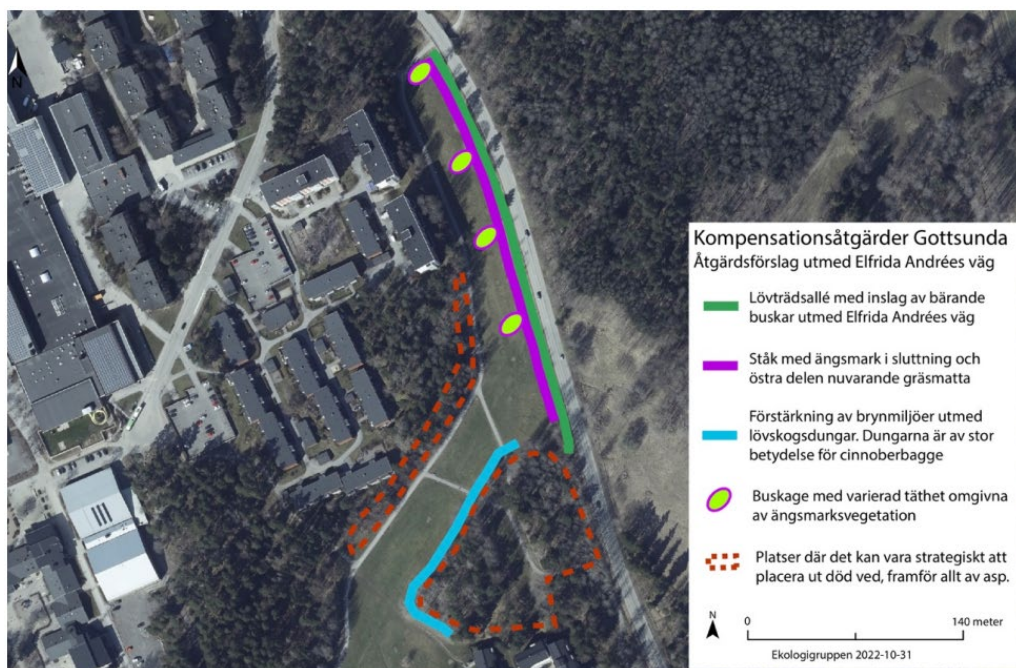 N
Kompensationsåtgärder Gottsunda
Åtgärdsförslag utmed Elfrida Andrées väg
Lövträdsallé med inslag av bärande
buskar utmed Elfrida Andrées väg
Ståk med ängsmark i sluttning och
östra delen nuvarande gräsmatta
Förstärkning av brynmiljöer utmed
lövskogsdungar. Dungarna är av stor
betydelse för cinnoberbagge
Buskage med varierad täthet omgivna
av ängsmarksvegetation
Platser där det kan vara strategiskt att
placera ut död ved, framför allt av asp.
N
0 140 meter
Ekologigruppen 2022-10-31